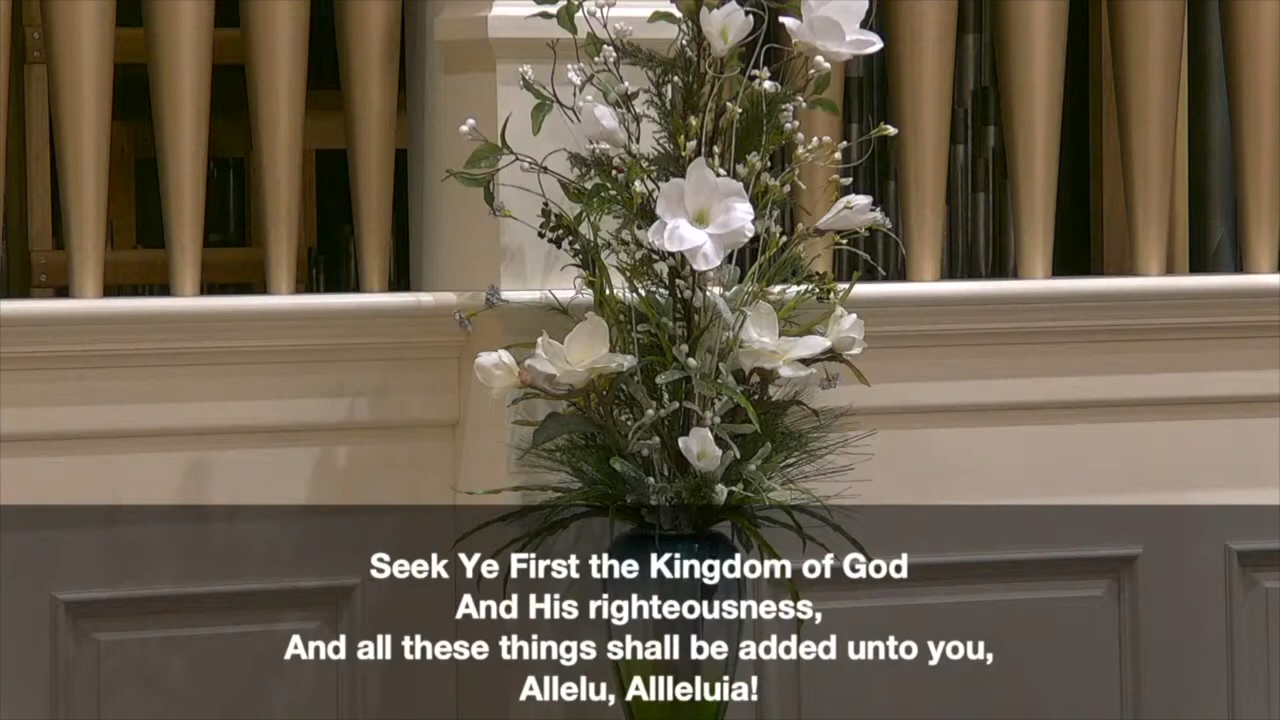 Seek Ye First the Kingdom of God
And His righteousness,
And all these things shall be added unto you,
Allelu, Allleluia!